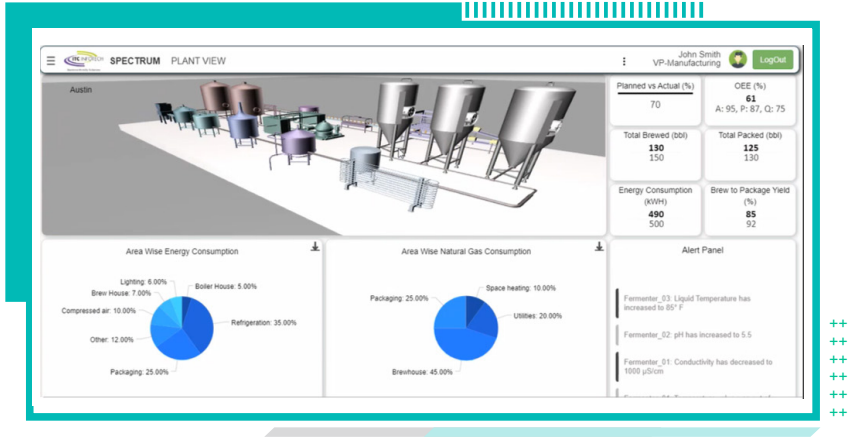 SPECTRUM PLANT VIEW
John Smith
VP-Manufacturing
LogOut
Austin
Planned vs Actual (%)
70
OEE (%)
61
A: 95, P: 87, Q: 75
Total Brewed (bbl)
130
150
Total Packed (bbl)
125
130
Energy Consumption
(kWH)
490
500
Brew to Package Yield
(%)
85
92
Area Wise Energy Consumption
Lighting: 6.00%
Boiler House: 5.00%
Brew House: 7.00%
Compressed air: 10.00%
Refrigeration: 35.00%
Other: 12.00%
Packaging: 25.00%
Area Wise Natural Gas Consumption
Space heating: 10.00%
Packaging: 25.00%
Utilities: 20.00%
Brewhouse: 45.00%
Alert Panel
Fermenter_03: Liquid Temperature has
increased to 85° F
Fermenter_02: pH has increased to 5.5
Fermenter_01: Conductivity has decreased to
1000 µS/cm
++
++
++
++
++
++